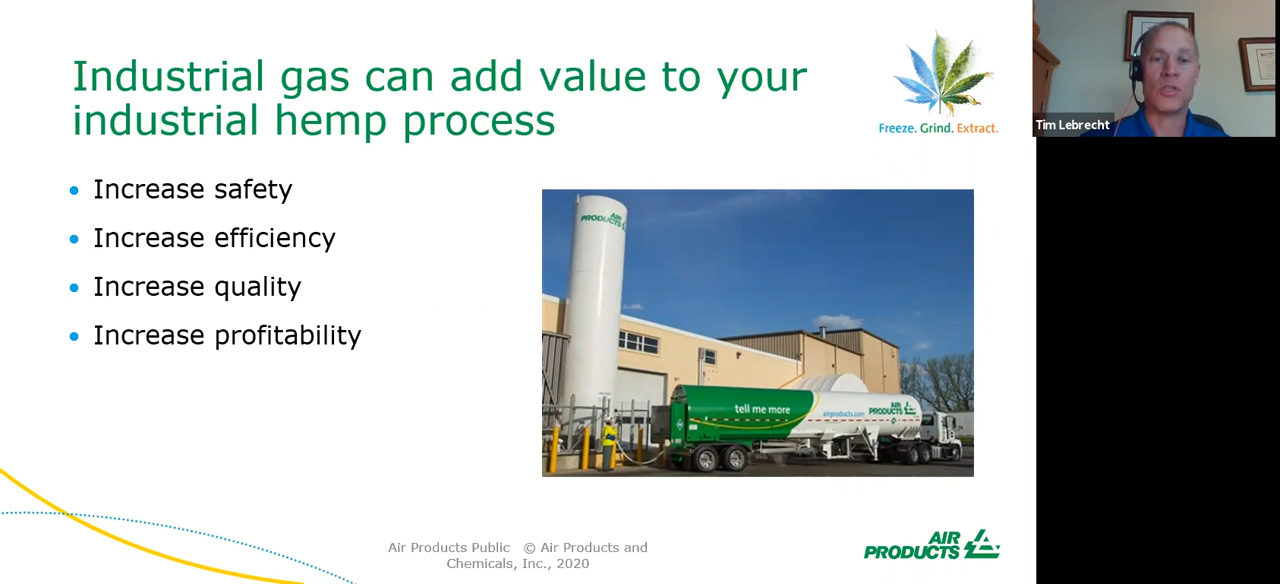 Industrial gas can add value to your
industrial hemp process
Freeze. Grind. Extract.
Tim Lebrecht
• Increase safety
• Increase efficiency
• Increase quality
• Increase profitability
AIR
PRODUCTS
tell me more
airproducts.com
AIR
PRODUCTS
Air Products Public © Air Products and
Chemicals, Inc., 2020
AIR
PRODUCTS